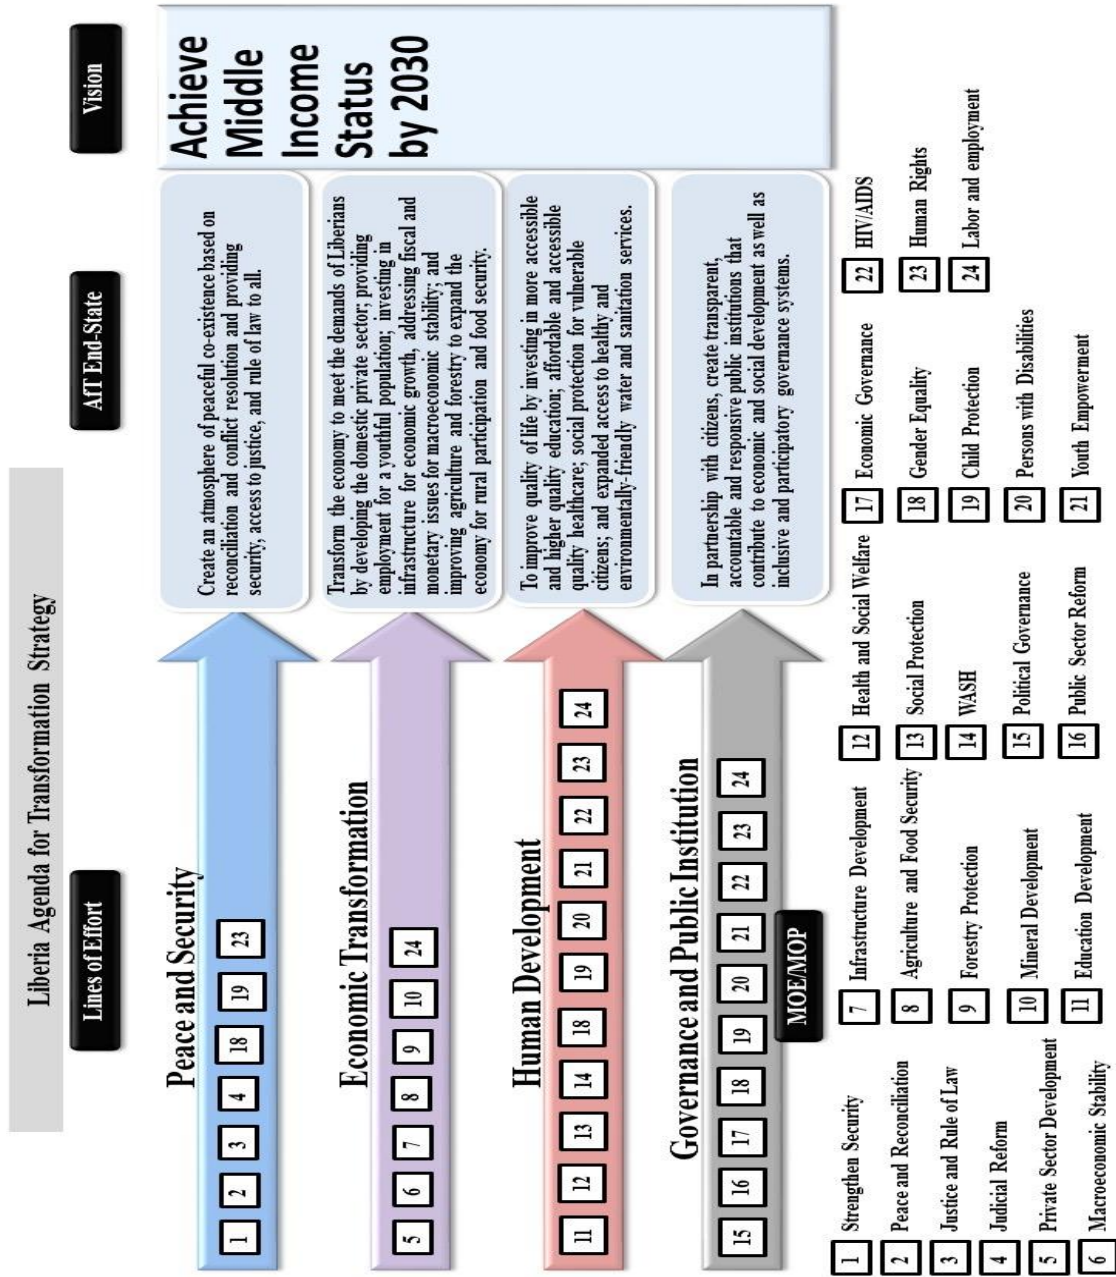 Liberia Agenda for Transformation Strategy
Lines of Effort
AfT End-State
Vision
Peace and Security
1 2 3 4 18 19 23
Create an atmosphere of peaceful co-existence based on
reconciliation and conflict resolution and providing
security, access to justice, and rule of law to all.
Economic Transformation
5 6 7 8 9 10 24
Transform the economy to meet the demands of Liberians
by developing the domestic private sector; providing
employment for a youthful population; investing in
infrastructure for economic growth, addressing fiscal and
monetary issues for macroeconomic stability; and
improving agriculture and forestry to expand the
economy for rural participation and food security.
Human Development
11 12 13 14 18 19 20 21 22 23 24
To improve quality of life by investing in more accessible
and higher quality education; affordable and accessible
quality healthcare; social protection for vulnerable
citizens; and expanded access to healthy and
environmentally-friendly water and sanitation services.
Governance and Public Institution
15 16 17 18 19 20 21 22 23 24
In partnership with citizens, create transparent,
accountable and responsive public institutions that
contribute to economic and social development as well as
inclusive and participatory governance systems.
Achieve
Middle
Income
Status
by 2030
MOE/MOP
1 Strengthen Security
2 Peace and Reconciliation
3 Justice and Rule of Law
4 Judicial Reform
5 Private Sector Development
6 Macroeconomic Stability
7 Infrastructure Development
8 Agriculture and Food Security
9 Forestry Protection
10 Mineral Development
11 Education Development
12 Health and Social Welfare
13 Social Protection
14 WASH
15 Political Governance
16 Public Sector Reform
17 Economic Governance
18 Gender Equality
19 Child Protection
20 Persons with Disabilities
21 Youth Empowerment
22 HIV/AIDS
23 Human Rights
24 Labor and employment